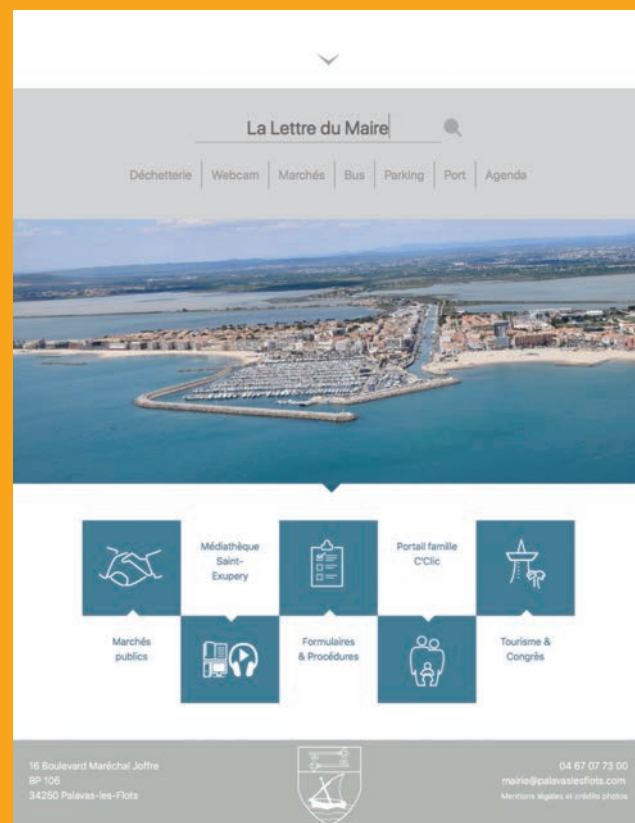 La Lettre du Maire
Déchetterie
Webcam
Marchés
Bus
Parking
Port
Agenda
Médiathèque
Saint-
Exupery
Portail famille
C'Clic
Marchés
publics
Formulaires
& Procédures
Tourisme &
Congrès
16 Boulevard Maréchal Joffre
BP 106
34250 Palavas-les-Flots
04 67 07 73 00
mairie@palavaslesflots.com
Mentions légales et crédits photos